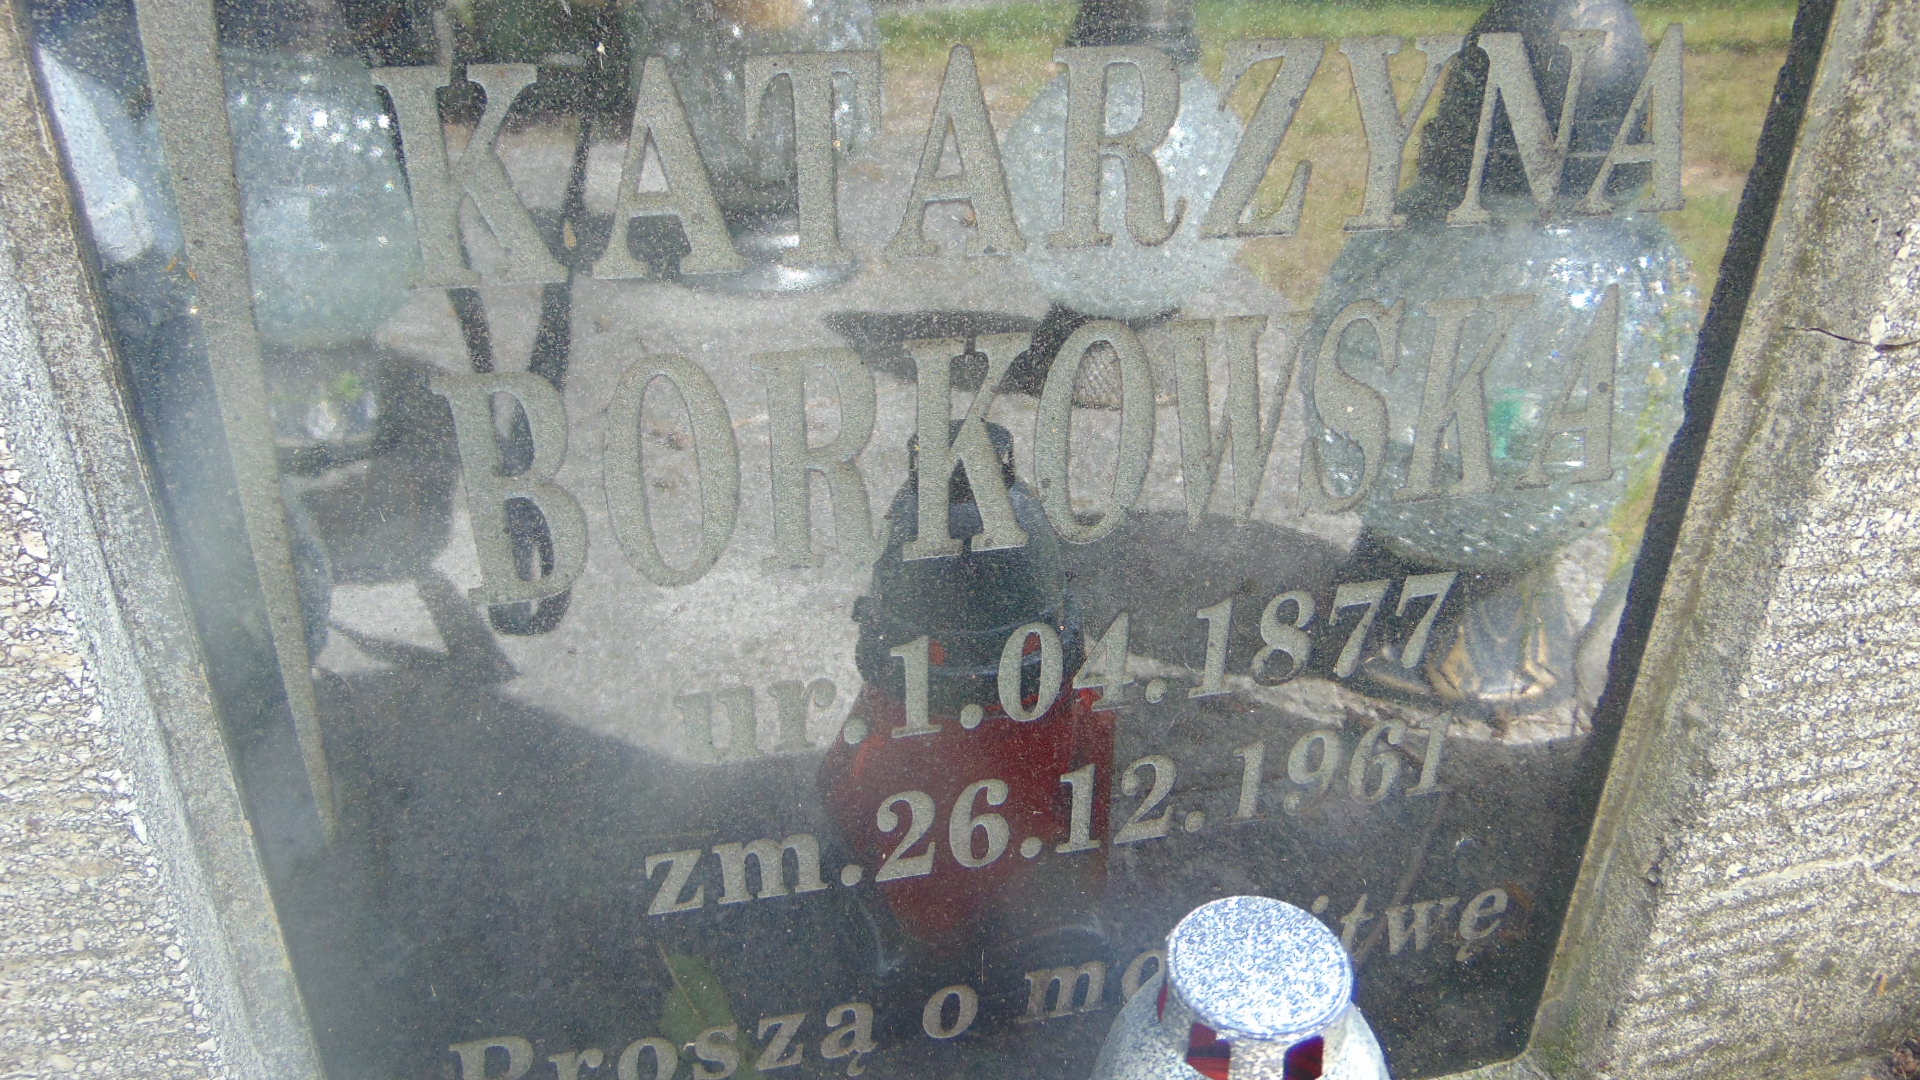 KATARZYNA
BORKOWSKA
ur.1.04.1877
zm.26.12.1961
Proszą o